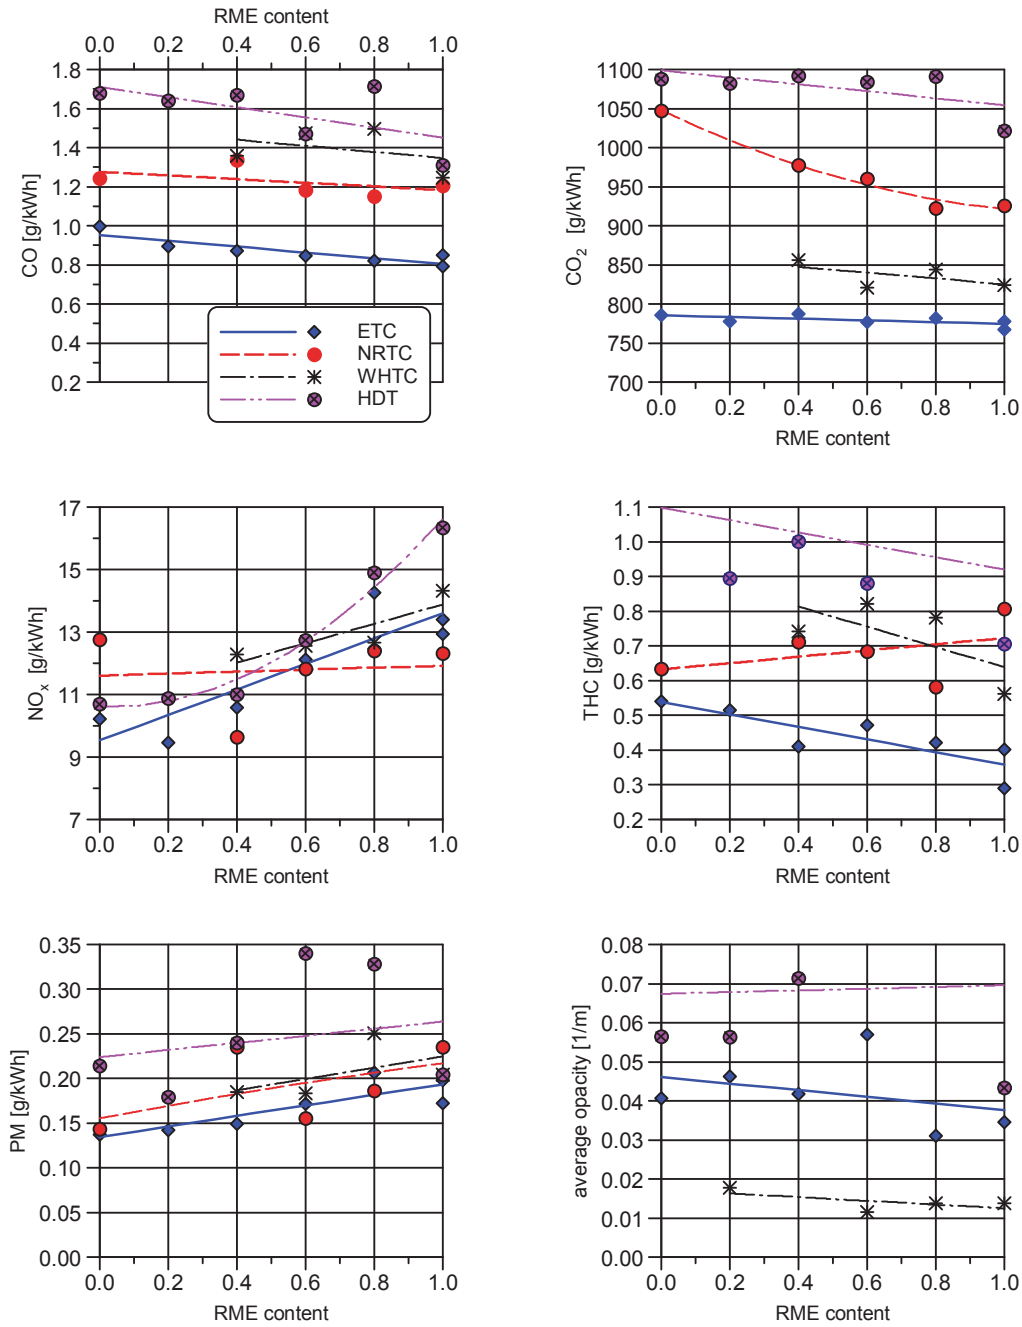 RME content
0.0 0.2 0.4 0.6 0.8 1.0
1.8
1.6
1.4
1.2
1.0
0.8
0.6
0.4
0.2
CO [g/kWh]
ETC
NRTC
WHTC
HDT
1100
1050
1000
950
900
850
800
750
700
CO2 [g/kWh]
0.0 0.2 0.4 0.6 0.8 1.0
RME content
17
15
13
11
9
7
NOx [g/kWh]
0.0 0.2 0.4 0.6 0.8 1.0
RME content
1.1
1.0
0.9
0.8
0.7
0.6
0.5
0.4
0.3
0.2
THC [g/kWh]
0.0 0.2 0.4 0.6 0.8 1.0
RME content
0.35
0.30
0.25
0.20
0.15
0.10
0.05
0.00
PM [g/kWh]
0.0 0.2 0.4 0.6 0.8 1.0
RME content
0.08
0.07
0.06
0.05
0.04
0.03
0.02
0.01
0.00
average opacity [1/m]
0.0 0.2 0.4 0.6 0.8 1.0
RME content